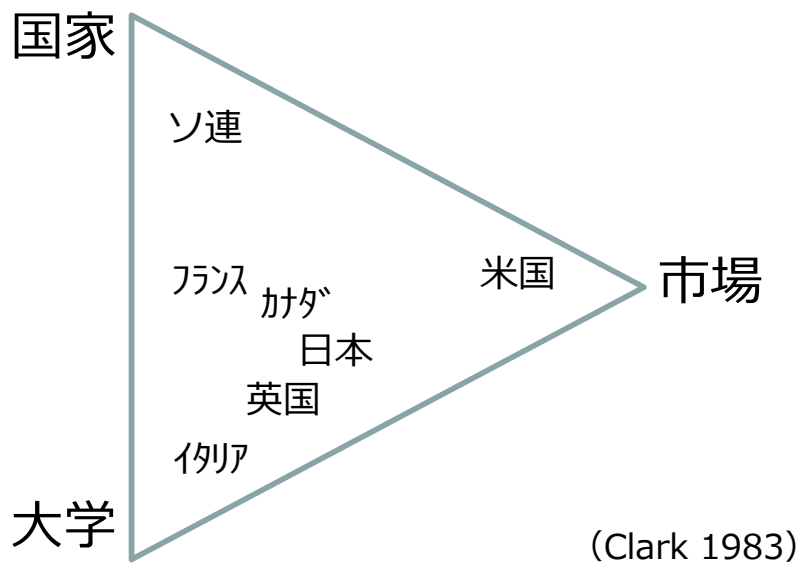 国家
ソ連
ﾌﾗﾝｽ
ｶﾅﾀﾞ
米国
市場
日本
英国
ｲﾀﾘｱ
大学
（Clark 1983）